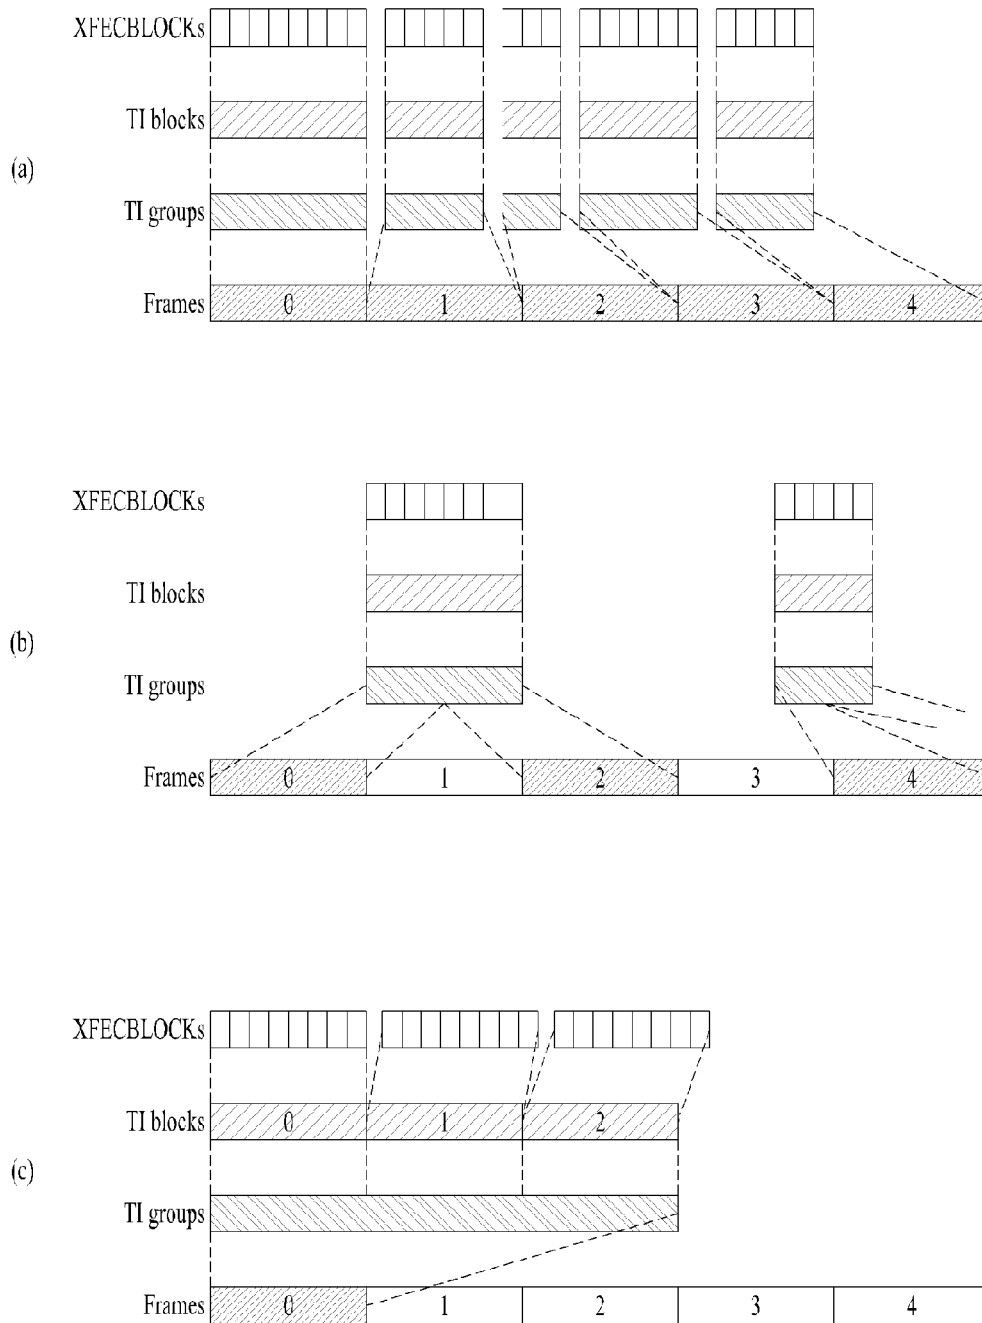 XFECBLOCKs
TI blocks
(a)
TI groups
Frames 0 1 2 3 4
XFECBLOCKs
TI blocks
(b)
TI groups
Frames 0 1 2 3 4
XFECBLOCKs
TI blocks 0 1 2
(c)
TI groups
Frames 0 1 2 3 4